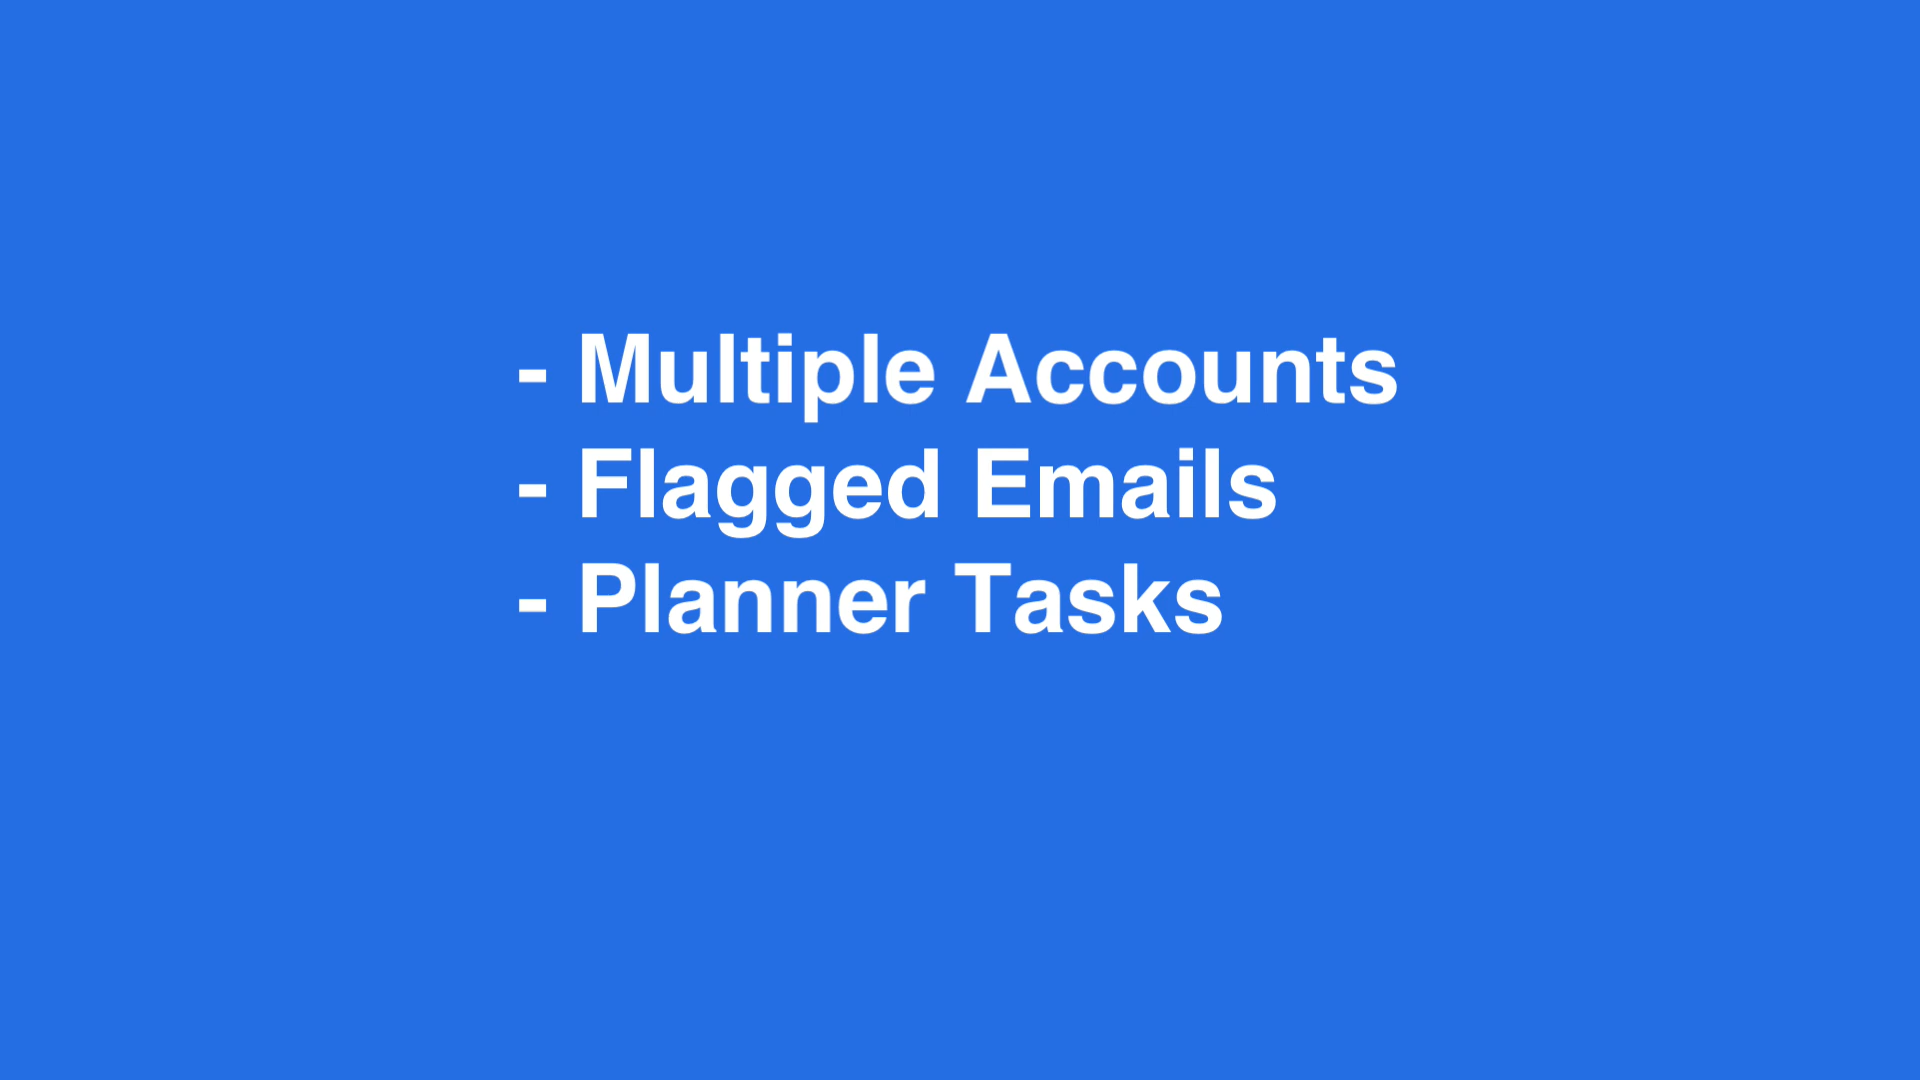 - Multiple Accounts
- Flagged Emails
- Planner Tasks